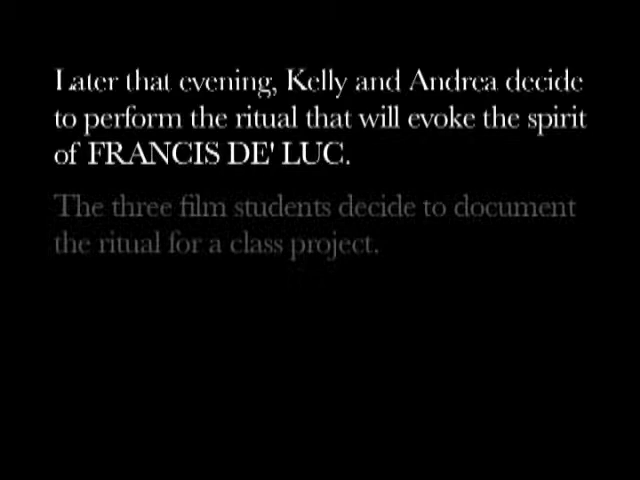 Later that evening, Kelly and Andrea decide
to perform the ritual that will evoke the spirit
of FRANCIS DE' LUC.
The three film students decide to document
the ritual for a class project.